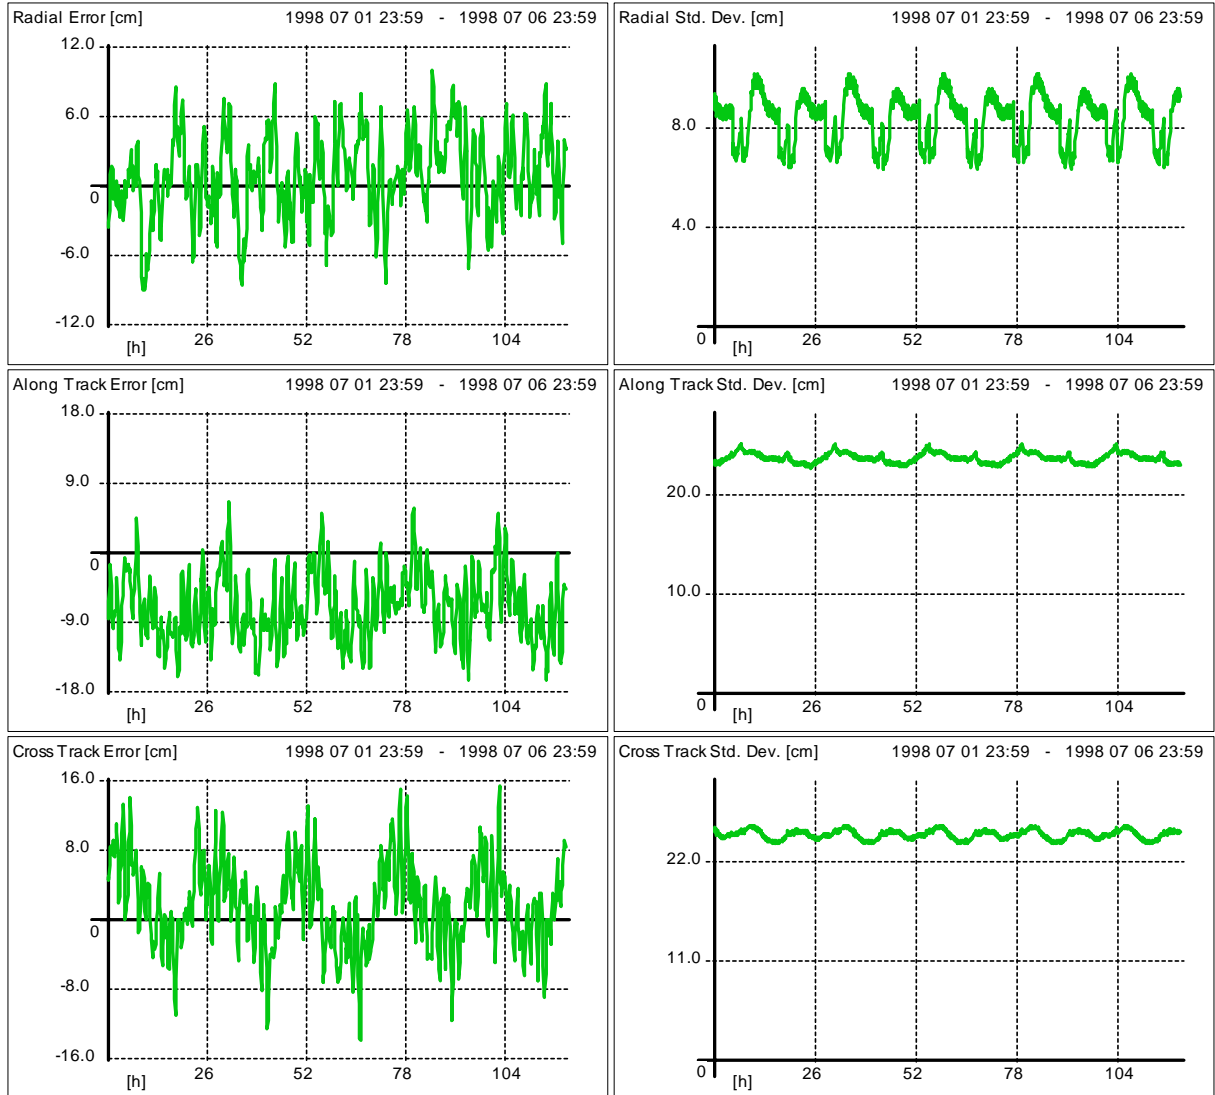 Radial Error [cm] 1998 07 01 23:59 - 1998 07 06 23:59
12.0
6.0
0
-6.0
-12.0
26 52 78 104
[h]
Radial Std. Dev. [cm] 1998 07 01 23:59 - 1998 07 06 23:59
8.0
4.0
0 26 52 78 104
[h]
Along Track Error [cm] 1998 07 01 23:59 - 1998 07 06 23:59
18.0
9.0
0
-9.0
-18.0
26 52 78 104
[h]
Along Track Std. Dev. [cm] 1998 07 01 23:59 - 1998 07 06 23:59
20.0
10.0
0 26 52 78 104
[h]
Cross Track Error [cm] 1998 07 01 23:59 - 1998 07 06 23:59
16.0
8.0
0
-8.0
-16.0
26 52 78 104
[h]
Cross Track Std. Dev. [cm] 1998 07 01 23:59 - 1998 07 06 23:59
22.0
11.0
0 26 52 78 104
[h]